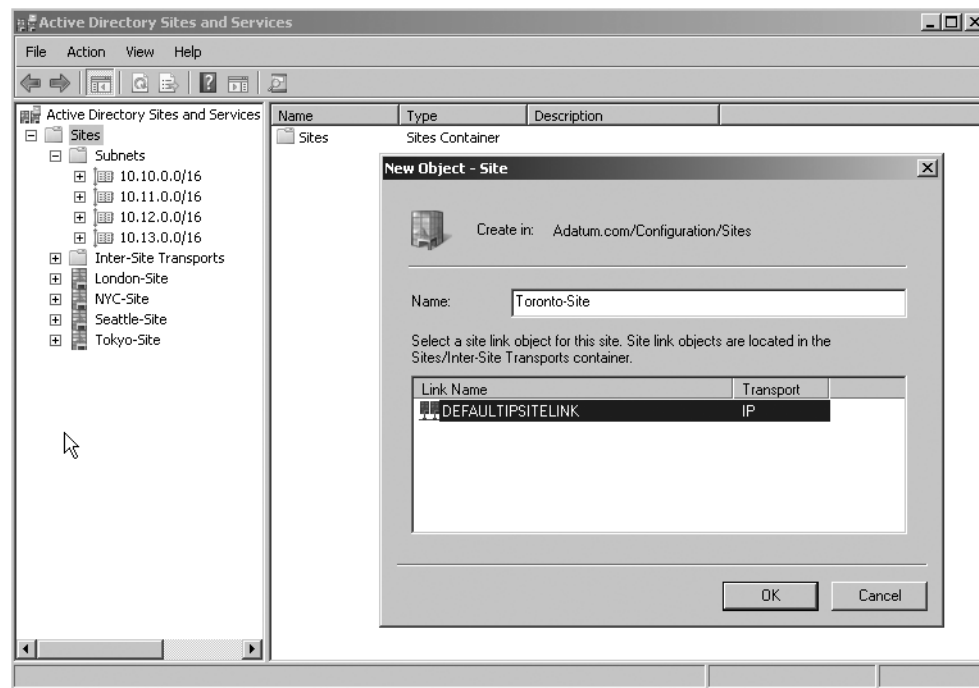 Active Directory Sites and Services
File Action View Help
Active Directory Sites and Services
Sites
Subnets
10.10.0.0/16
10.11.0.0/16
10.12.0.0/16
10.13.0.0/16
Inter-Site Transports
London-Site
NYC-Site
Seattle-Site
Tokyo-Site
Name Type Description
Sites Sites Container
New Object - Site
Create in: Adatum.com/Configuration/Sites
Name: Toronto-Site
Select a site link object for this site. Site link objects are located in the
Sites/Inter-Site Transports container.
Link Name Transport
DEFAULTIPSITELINK IP
OK Cancel